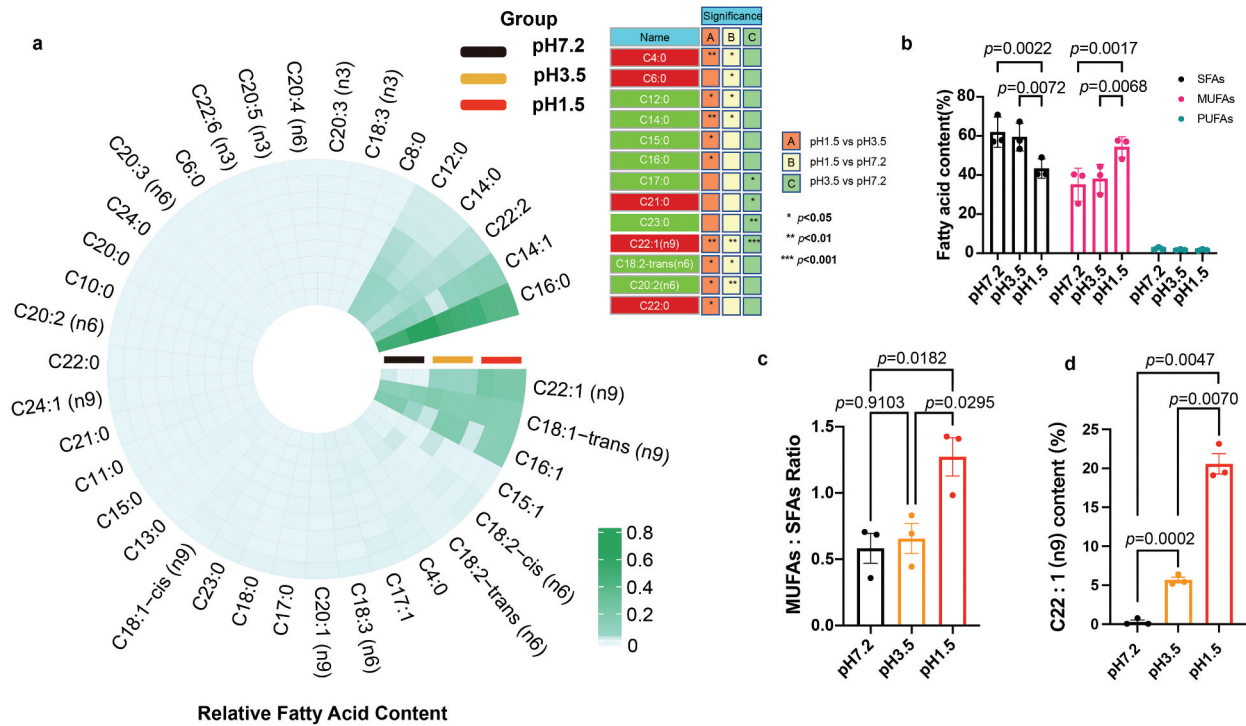 a
Group
pH7.2
pH3.5
pH1.5
Significance
Name A B C
C4:0 ** *
C6:0 *
C12:0 * *
C14:0 ** *
C15:0 *
C16:0 *
C17:0 *
C21:0 *
C23:0 **
C22:1(n9) ** ** ***
C18:2-trans(n6) * *
C20:2(n6) * **
C22:0 *
A pH1.5 vs pH3.5
B pH1.5 vs pH7.2
C pH3.5 vs pH7.2
* p<0.05
** p<0.01
*** p<0.001
C16:0
C14:1
C22:2
C14:0
C12:0
C8:0
C18:3 (n3)
C20:3 (n3)
C20:4 (n6)
C20:5 (n3)
C22:6 (n3)
C6:0
C20:3 (n6)
C24:0
C20:0
C10:0
C20:2 (n6)
C22:0
C24:1 (n9)
C21:0
C11:0
C15:0
C13:0
C18:1−cis (n9)
C23:0
C18:0
C17:0
C20:1 (n9)
C18:3 (n6)
C17:1
C4:0
C18:2−trans (n6)
C18:2−cis (n6)
C15:1
C16:1
C18:1−trans (n9)
C22:1 (n9)
0.8
0.6
0.4
0.2
0
Relative Fatty Acid Content
b
p=0.0022
p=0.0017
p=0.0072
p=0.0068
SFAs
MUFAs
PUFAs
Fatty acid content(%)
80
60
40
20
0
pH7.2
pH3.5
pH1.5
pH7.2
pH3.5
pH1.5
pH7.2
pH3.5
pH1.5
c
p=0.0182
p=0.9103
p=0.0295
MUFAs : SFAs Ratio
1.5
1.0
0.5
0.0
pH7.2
pH3.5
pH1.5
d
p=0.0047
p=0.0070
p=0.0002
C22 : 1 (n9) content (%)
25
20
15
10
5
0
pH7.2
pH3.5
pH1.5